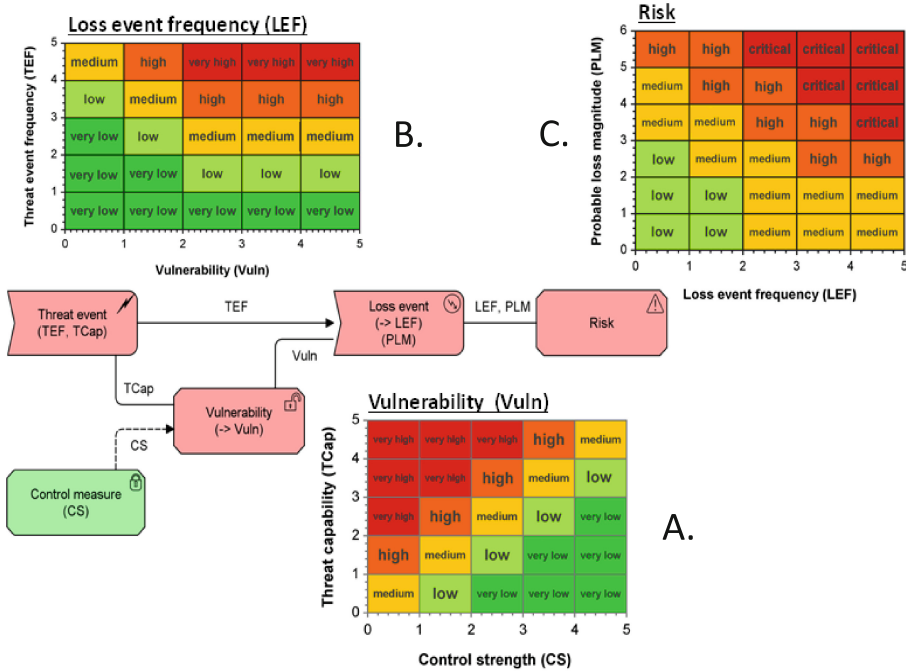 Loss event frequency (LEF)
Threat event frequency (TEF)
5
medium high very high very high very high
4
low medium high high high
3
very low low medium medium medium
2
very low very low low low low
1
very low very low very low very low very low
0
0 1 2 3 4 5
Vulnerability (Vuln)
B.
Risk
C.
Probable loss magnitude (PLM)
6
high high critical critical critical
5
medium high high critical critical
4
medium medium high high critical
3
low medium medium high high
2
low low medium medium medium
1
low low medium medium medium
0
0 1 2 3 4 5
Loss event frequency (LEF)
Threat event
(TEF, TCap)
TEF
Loss event
(-> LEF)
(PLM)
LEF, PLM
Risk
Vuln
TCap
Vulnerability
(-> Vuln)
CS
Control measure
(CS)
Vulnerability (Vuln)
Threat capability (TCap)
5
very high very high very high high medium
4
very high very high high medium low
3
very high high medium low very low
2
high medium low very low very low
1
medium low very low very low very low
0
0 1 2 3 4 5
Control strength (CS)
A.